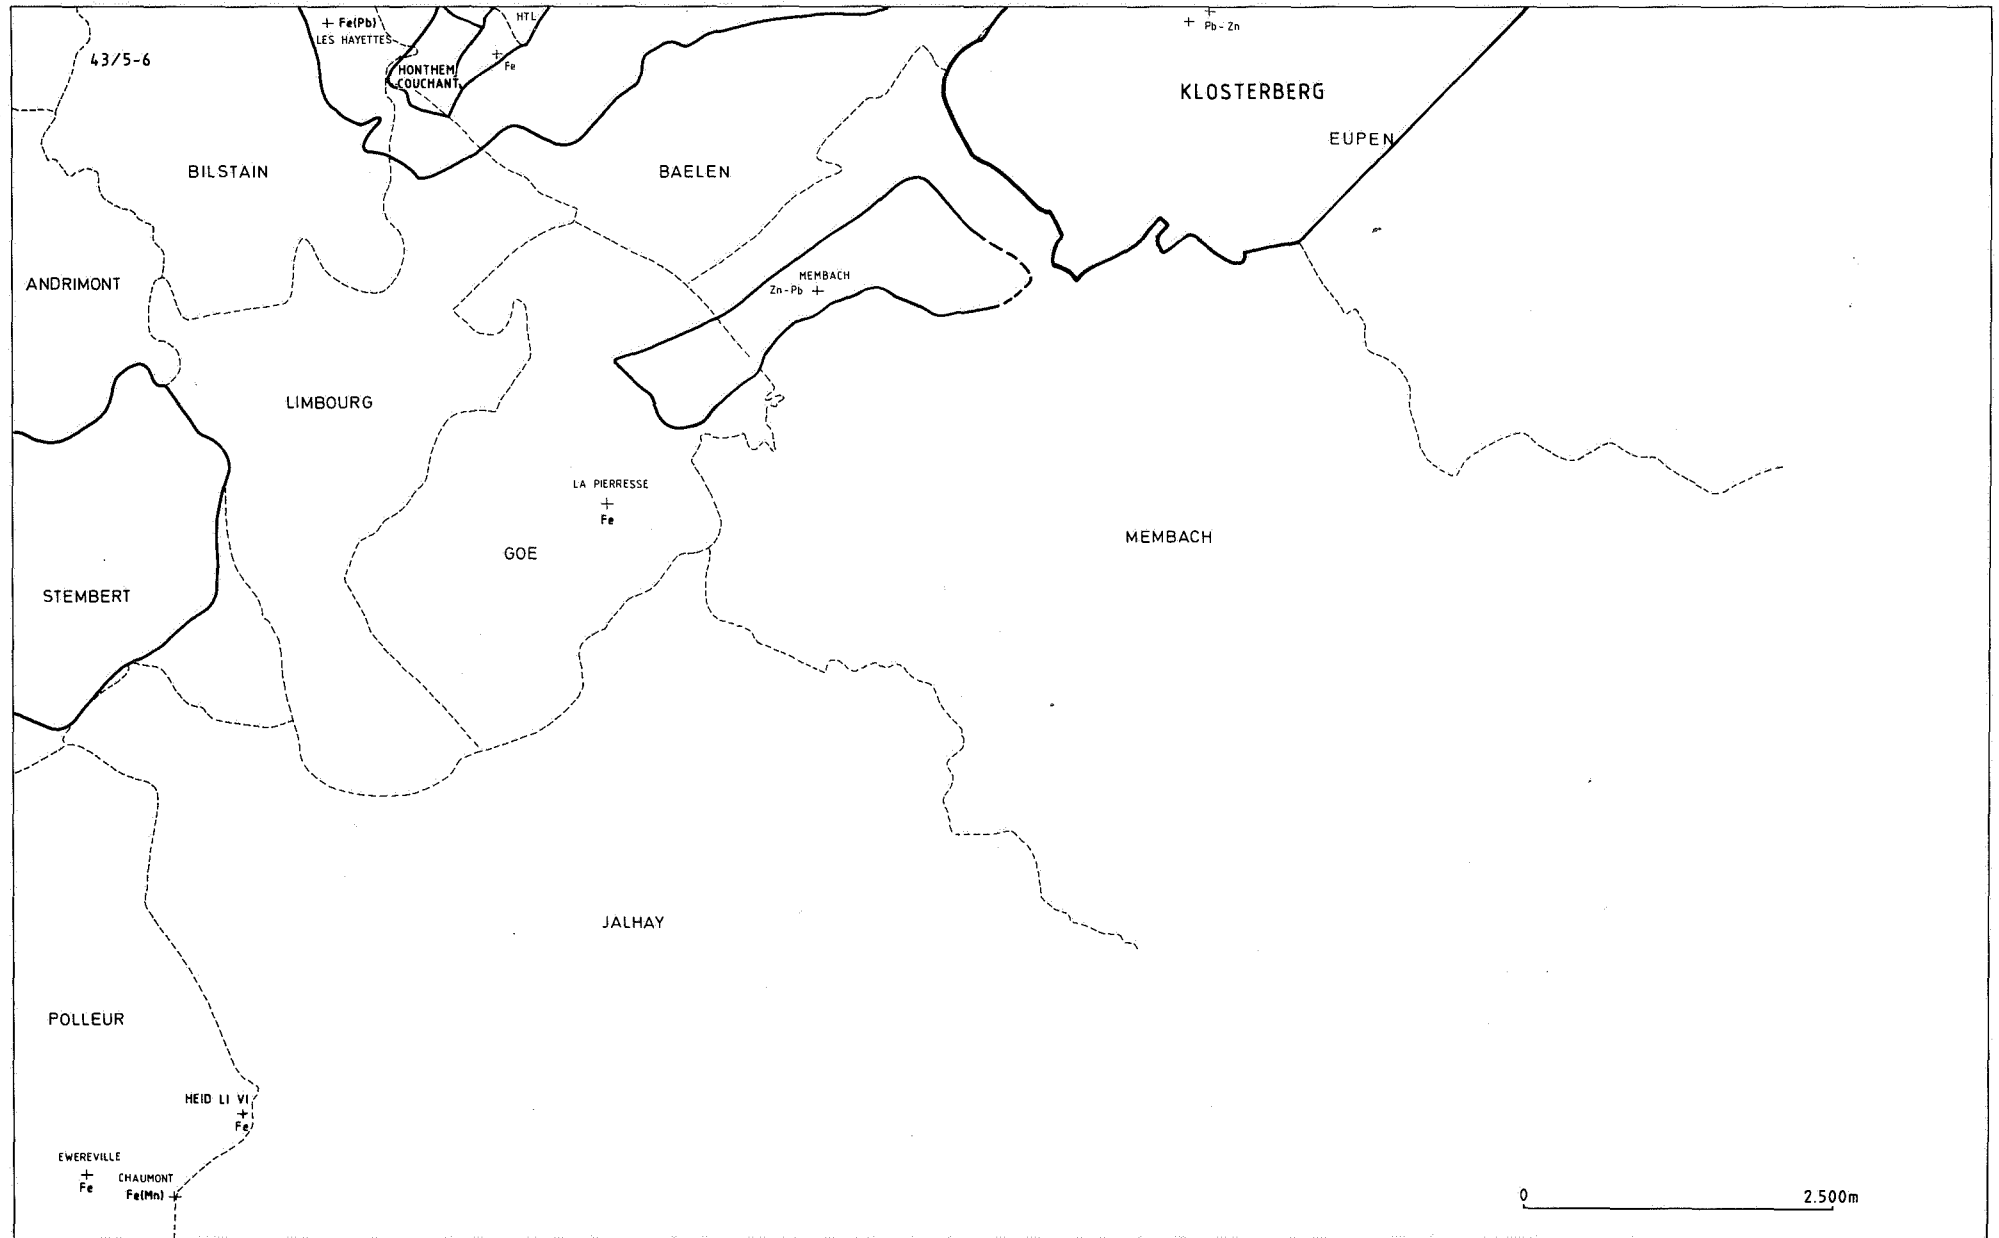 Fe(Pb)
LES HAYETTES
HTL
Pb-Zn
43/5-6
HONTHEM
COUCHANT
Fe
KLOSTERBERG
EUPEN
BILSTAIN
BAELEN
ANDRIMONT
MEMBACH
Zn-Pb
LIMBOURG
LA PIERRESSE
Fe
GOE
MEMBACH
STEMBERT
JALHAY
POLLEUR
HEID LI VI
Fe
EWEREVILLE
Fe
CHAUMONT
Fe(Mn)
0 2.500m